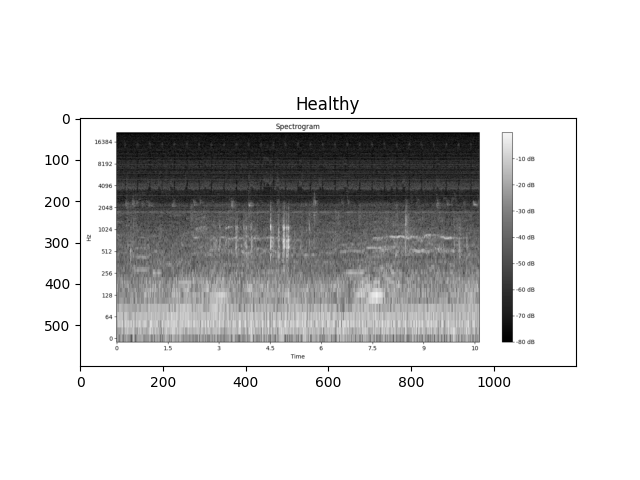 Healthy
Spectrogram
0
100
200
300
400
500
Hz
16384
8192
4096
2048
1024
512
256
128
64
0
0 1.5 3 4.5 6 7.5 9 10
Time
-10 dB
-20 dB
-30 dB
-40 dB
-50 dB
-60 dB
-70 dB
-80 dB
0 200 400 600 800 1000